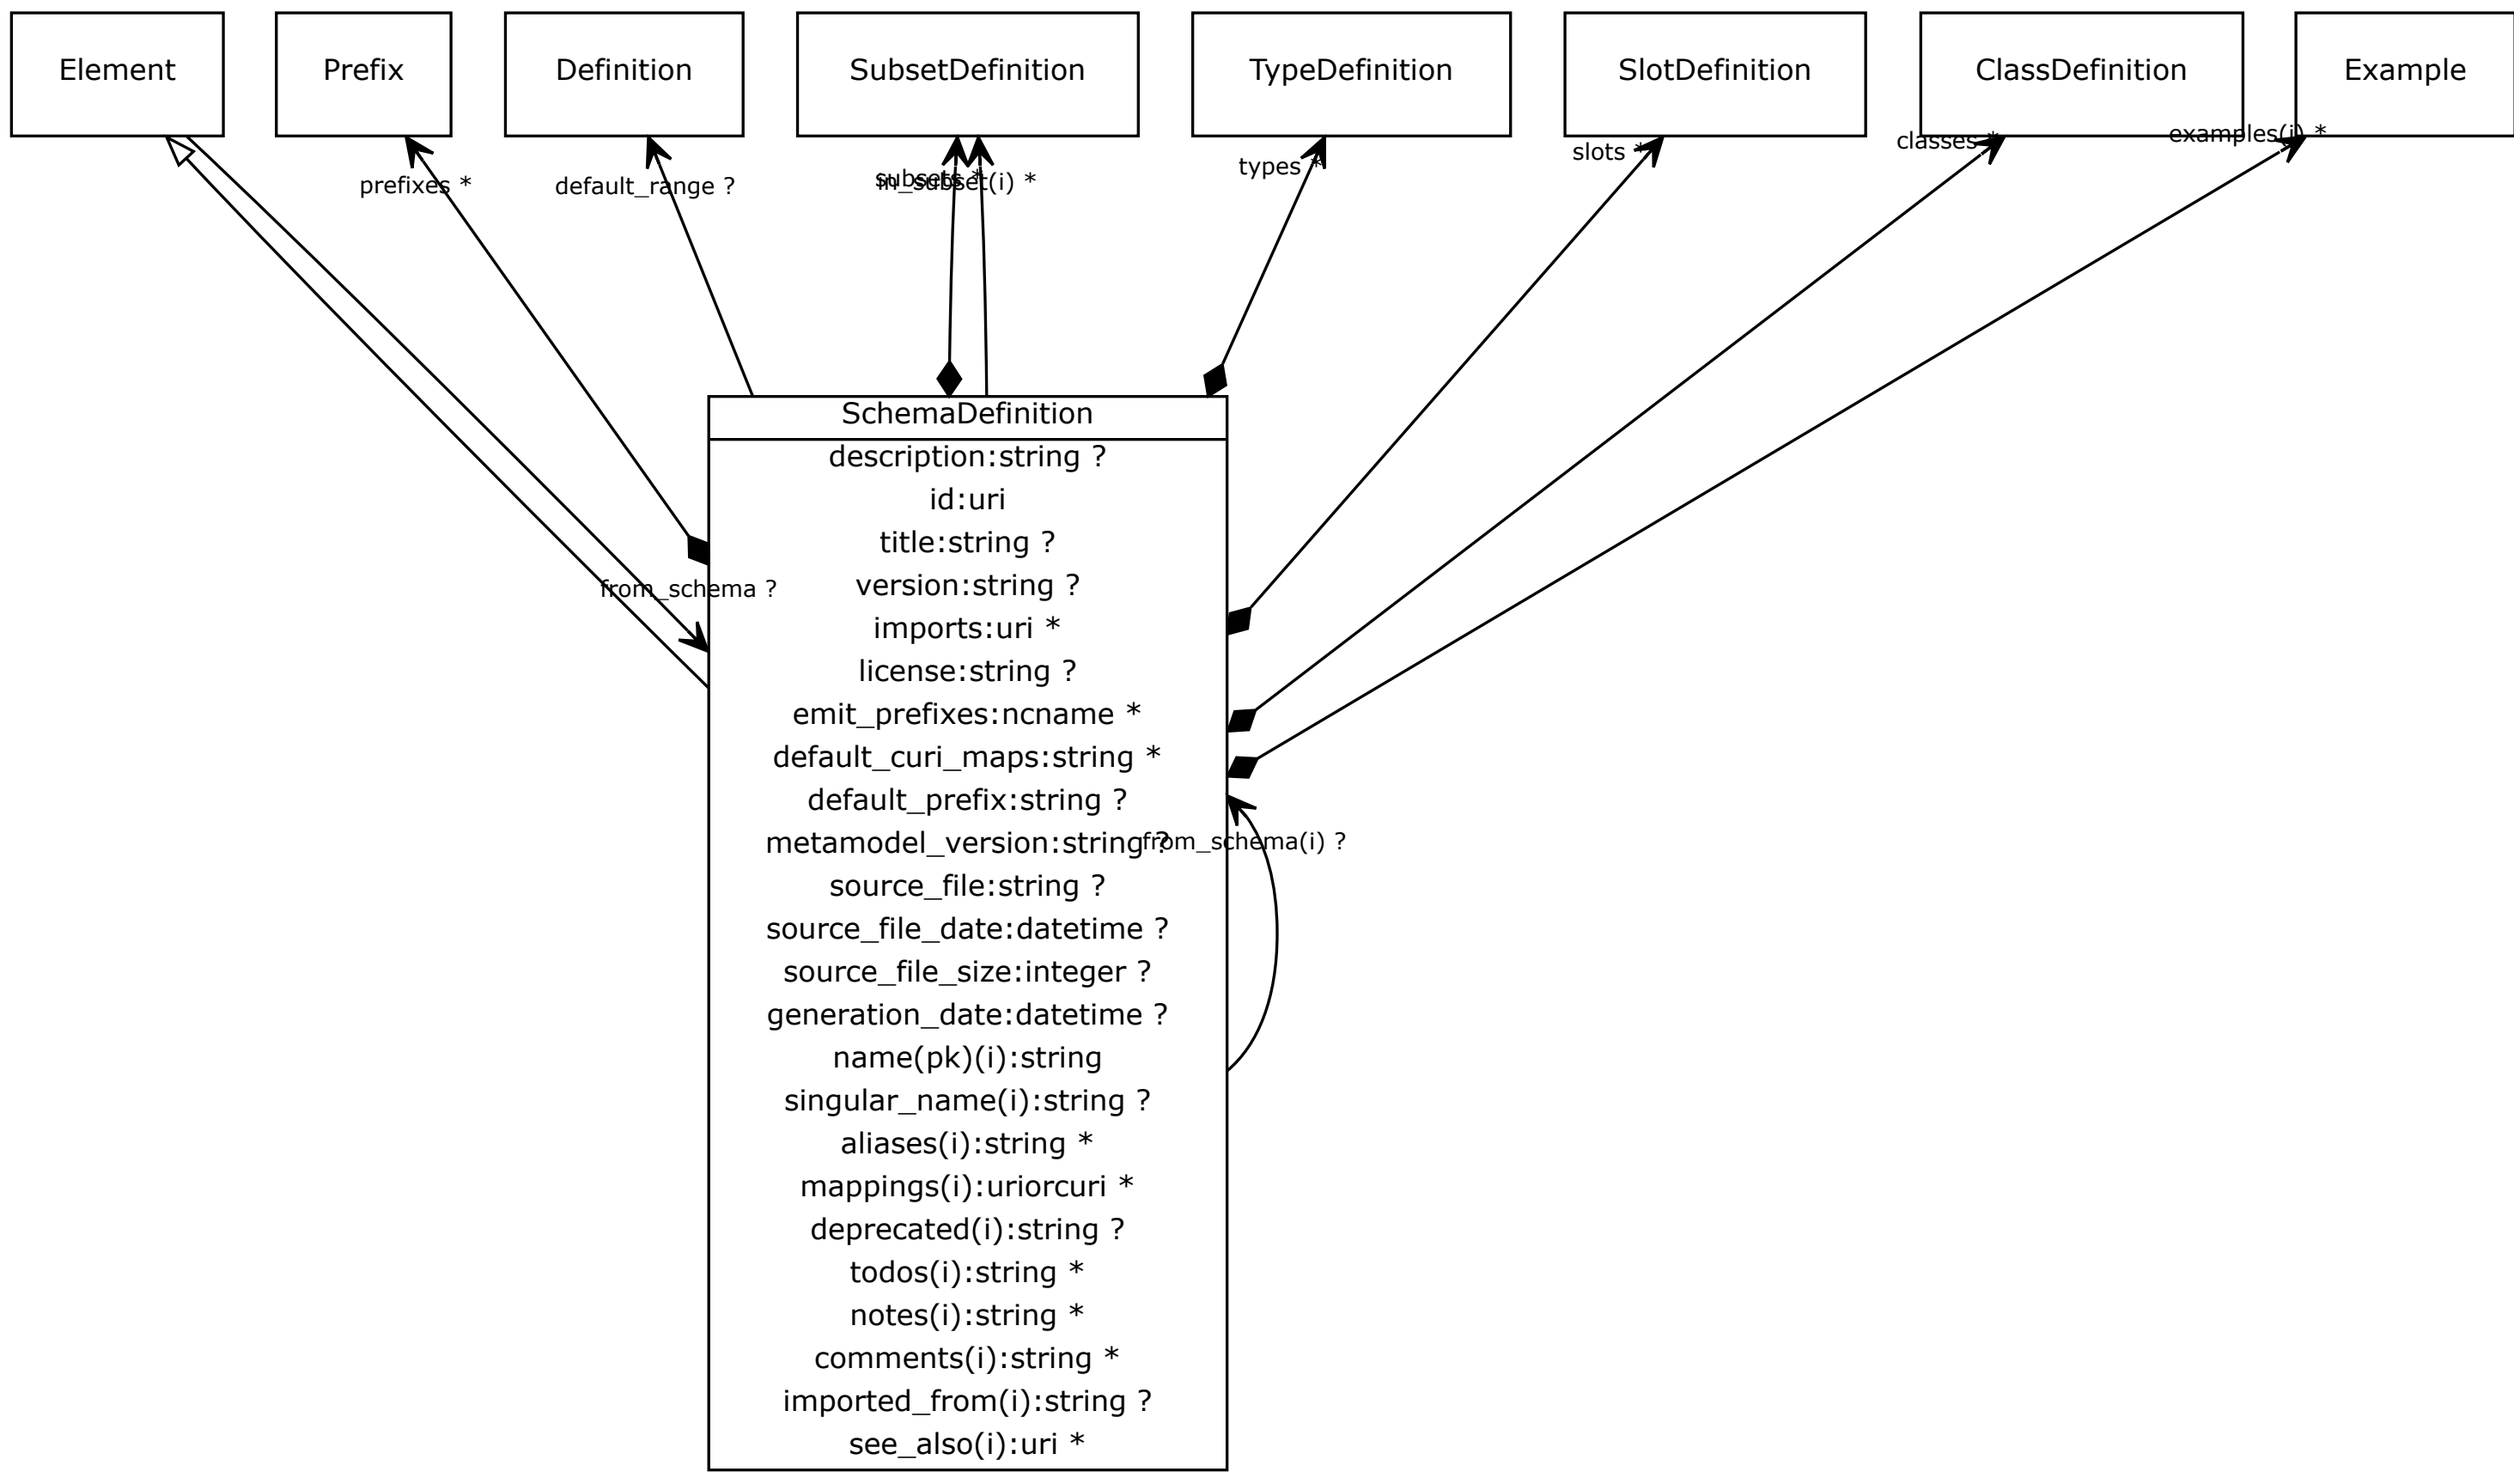 Element
Prefix
Definition
SubsetDefinition
TypeDefinition
SlotDefinition
ClassDefinition
Example
prefixes *
default_range ?
subsets *
in_subset(i) *
types *
slots *
classes *
examples(i) *
SchemaDefinition
description:string ?
id:uri
title:string ?
version:string ?
from_schema ?
imports:uri *
license:string ?
emit_prefixes:ncname *
default_curi_maps:string *
default_prefix:string ?
metamodel_version:string ?
from_schema(i) ?
source_file:string ?
source_file_date:datetime ?
source_file_size:integer ?
generation_date:datetime ?
name(pk)(i):string
singular_name(i):string ?
aliases(i):string *
mappings(i):uriorcuri *
deprecated(i):string ?
todos(i):string *
notes(i):string *
comments(i):string *
imported_from(i):string ?
see_also(i):uri *